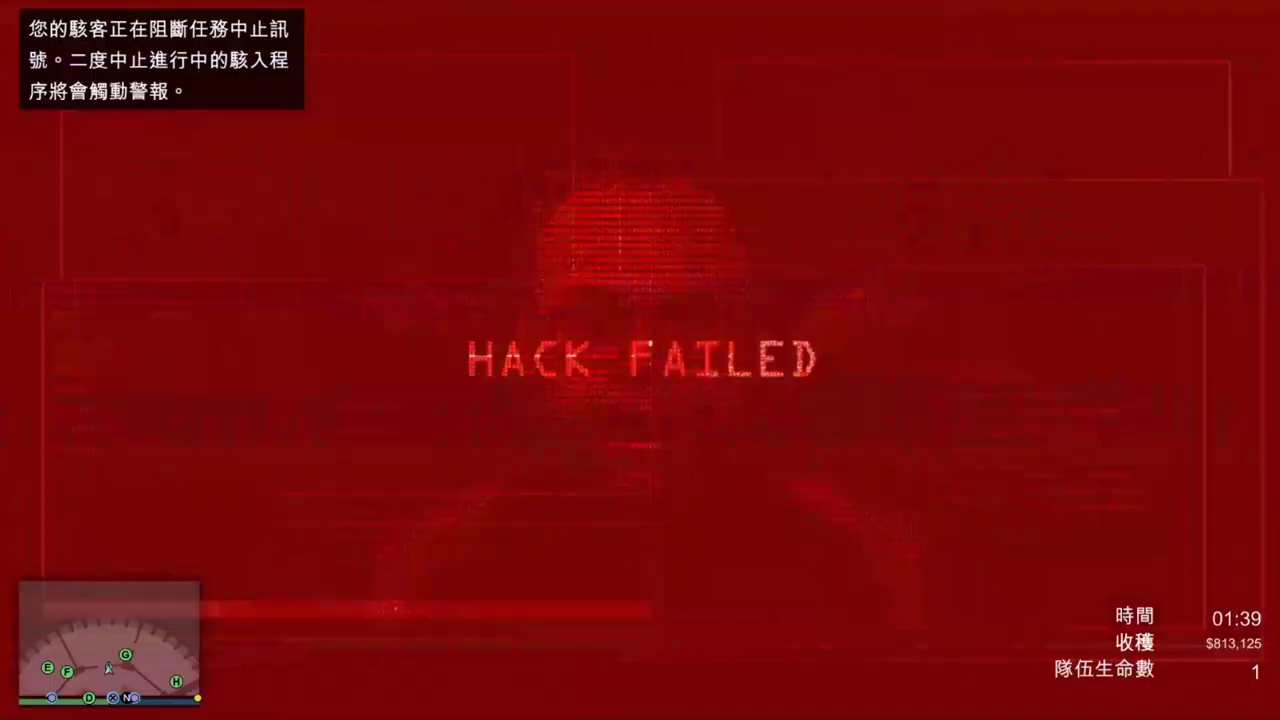 您的駭客正在阻斷任務中止訊
號。二度中止進行中的駭入程
序將會觸動警報。
HACK FAILED
時間 01:39
收穫 $813,125
隊伍生命數 1
G
E F
H
D N